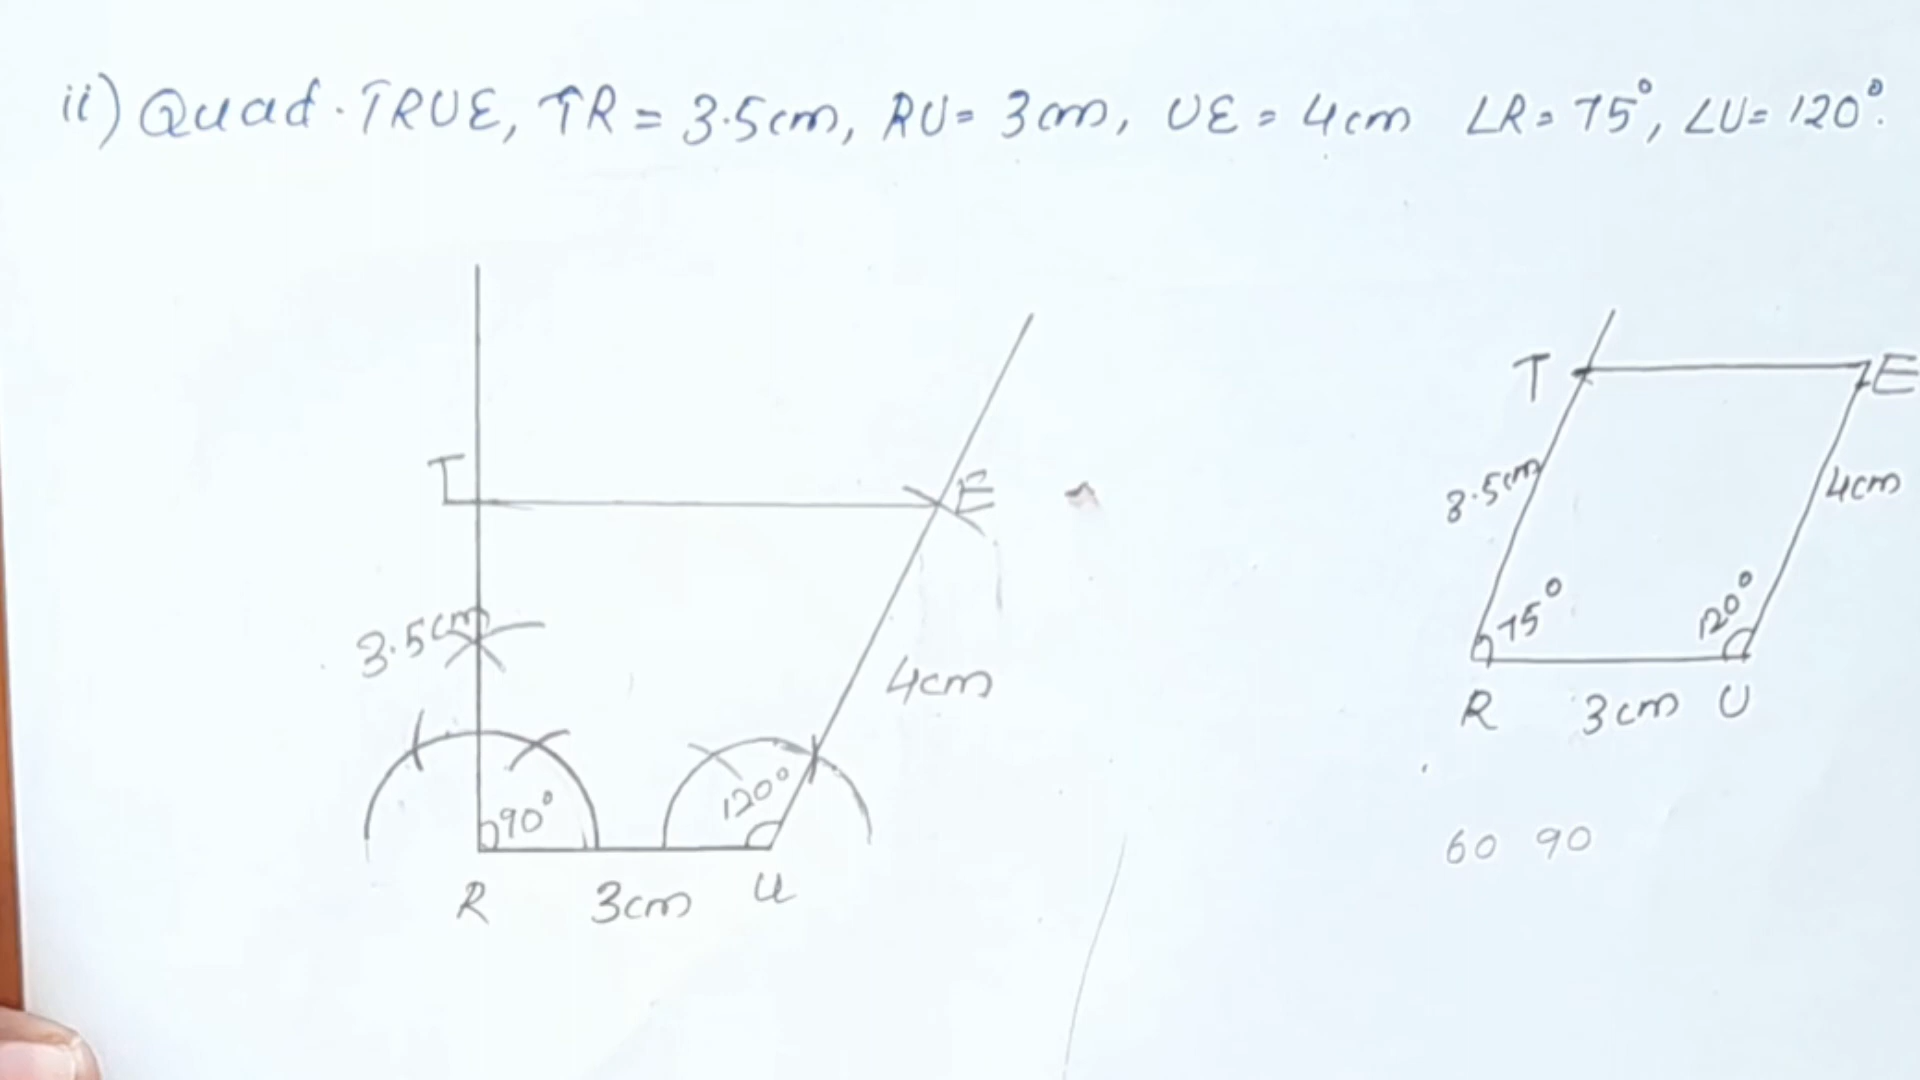 ii) Quad. TRUE, TR = 3.5cm, RU = 3cm, UE = 4cm ∠R = 75°, ∠U = 120°.
T E
3.5cm
4cm
90° 120°
R 3cm U
T E
3.5cm 4cm
75° 120°
R 3cm U
60 90